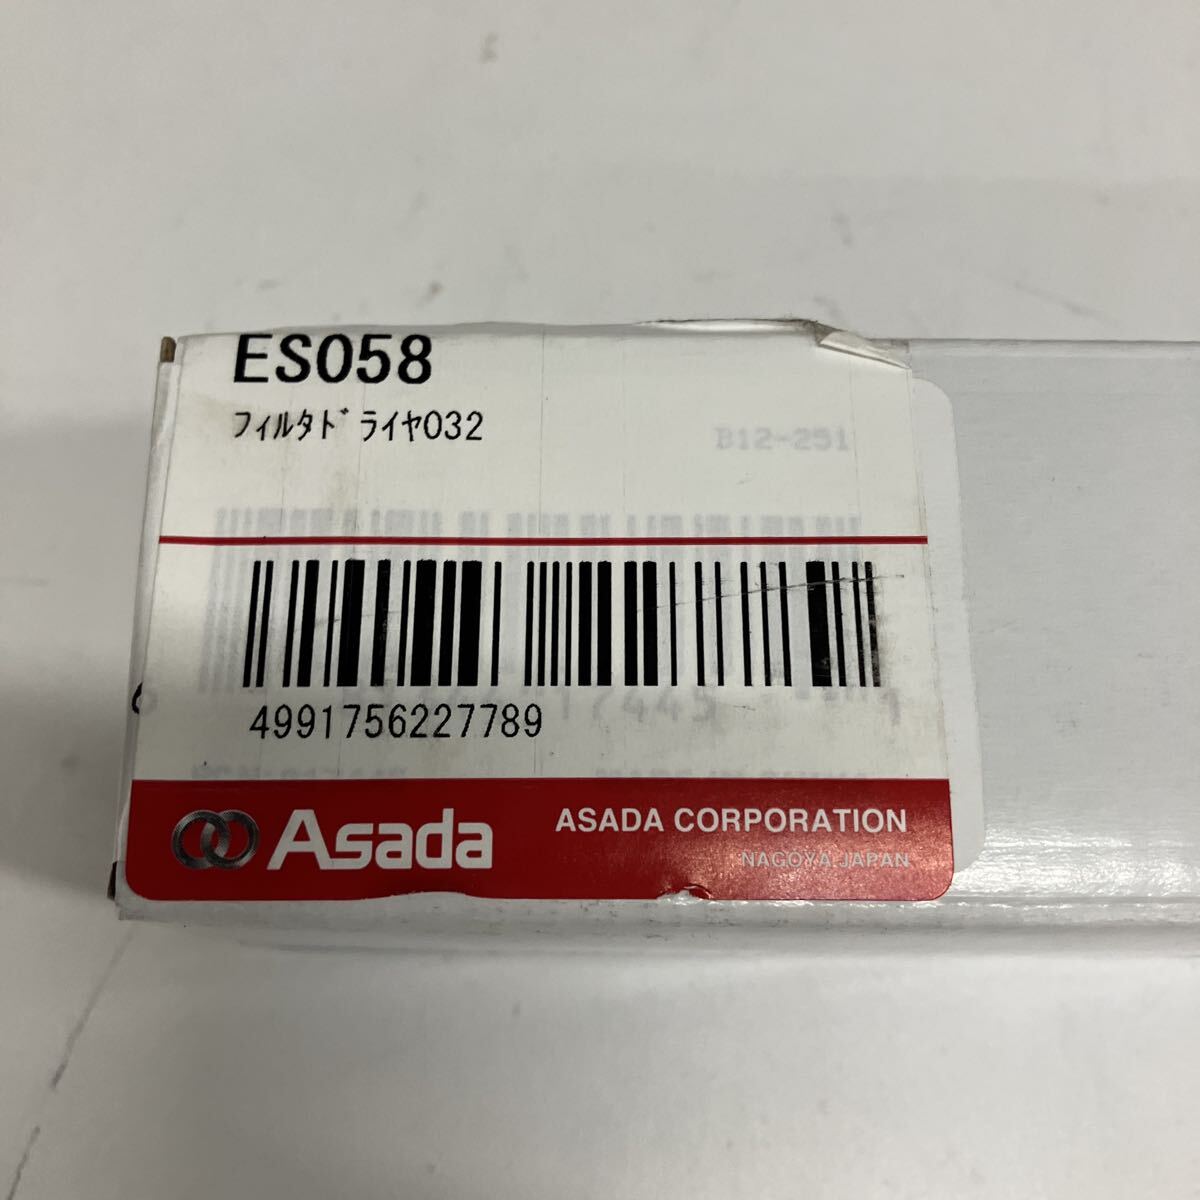 ES058
ﾌｨﾙﾀﾄﾞﾗｲﾔ032
B12-251
4991756227789
Asada
ASADA CORPORATION
NAGOYA JAPAN